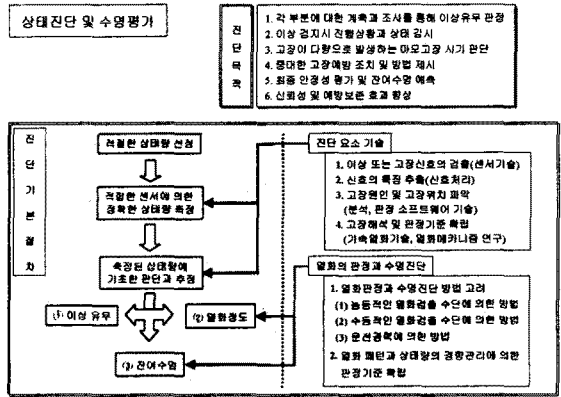 상태진단 및 수명평가
진단목적
1. 각 부분에 대한 계측과 조사를 통해 이상유무 판정
2. 이상 검지시 진행상황과 상태 감시
3. 고장이 다량으로 발생하는 마모고장 시기 판단
4. 중대한 고장예방 조치 및 방법 제시
5. 최종 안정성 평가 및 잔여수명 예측
6. 신뢰성 및 예방보존 효과 향상
진단기본절차
적절한 상태량 선정
적절한 센서에 의한
정확한 상태량 측정
측정된 상태량에
기초한 판단과 추정
(1) 이상 유무
(2) 열화정도
(3) 잔여수명
진단 요소 기술
1. 이상 또는 고장신호의 검출(센서기술)
2. 신호의 특징 추출(신호처리)
3. 고장원인 및 고장위치 파악
(분석, 판정 소프트웨어 기술)
4. 고장해석 및 판정기준 확립
(가속열화기술, 열화메카니즘 연구)
열화의 판정과 수명진단
1. 열화판정과 수명진단 방법 고려
(1) 능동적인 열화검출 수단에 의한 방법
(2) 수동적인 열화검출 수단에 의한 방법
(3) 운전경력에 의한 방법
2. 열화 패턴과 상태량의 경향관리에 의한
판정기준 확립